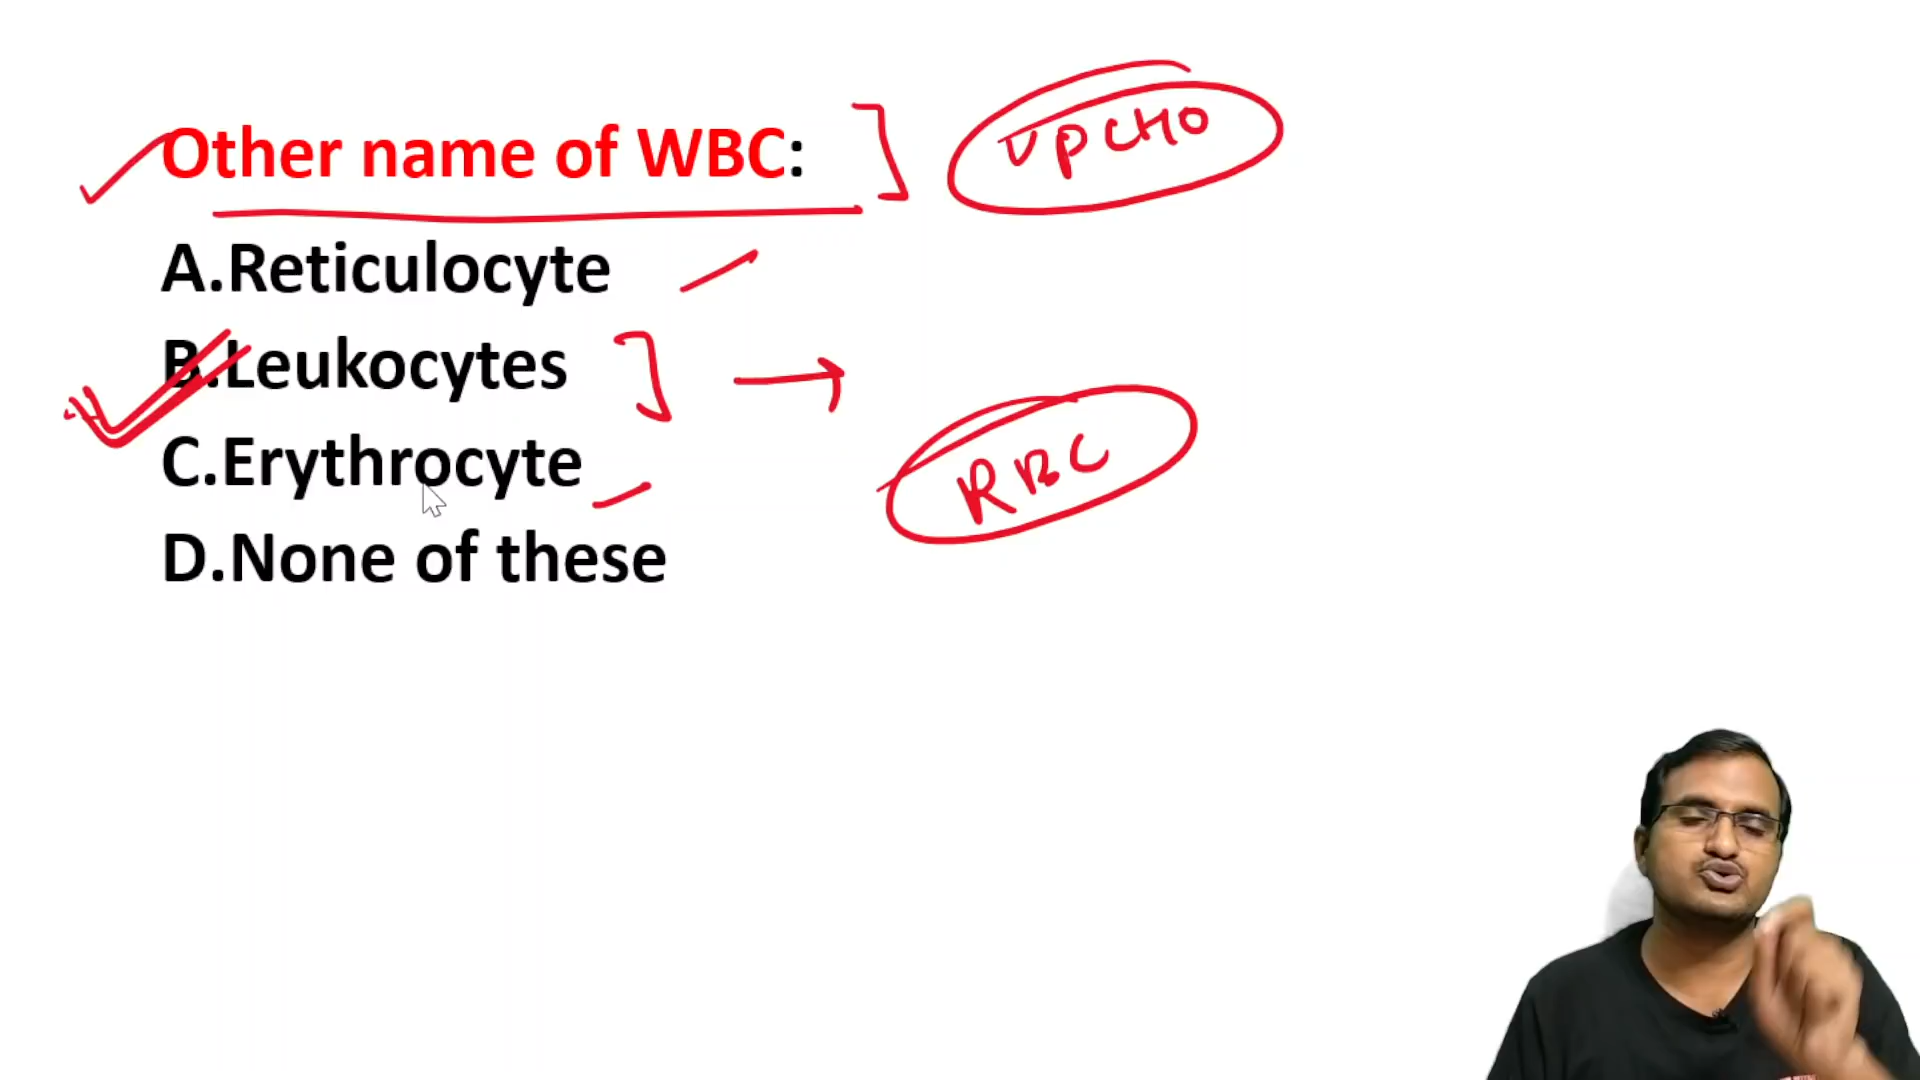 Other name of WBC:
UPCHO
A.Reticulocyte
B.Leukocytes
C.Erythrocyte
RBC
D.None of these